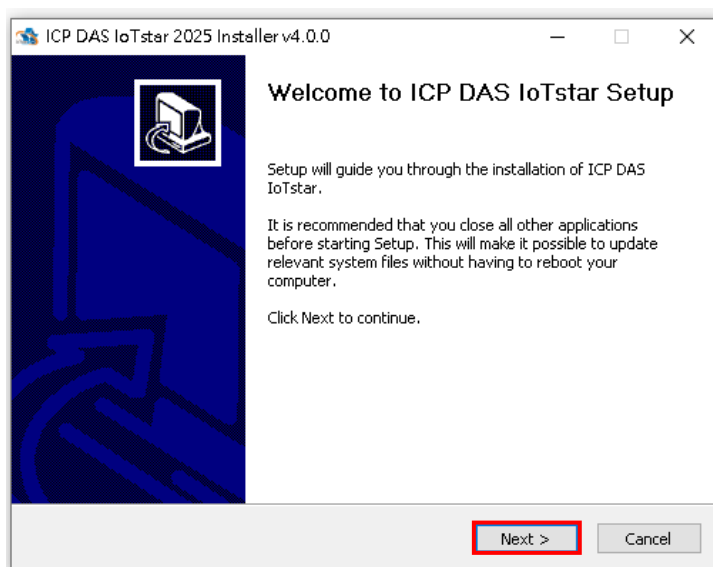 ICP DAS IoTstar 2025 Installer v4.0.0
Welcome to ICP DAS IoTstar Setup
Setup will guide you through the installation of ICP DAS
IoTstar.
It is recommended that you close all other applications
before starting Setup. This will make it possible to update
relevant system files without having to reboot your
computer.
Click Next to continue.
Next >
Cancel